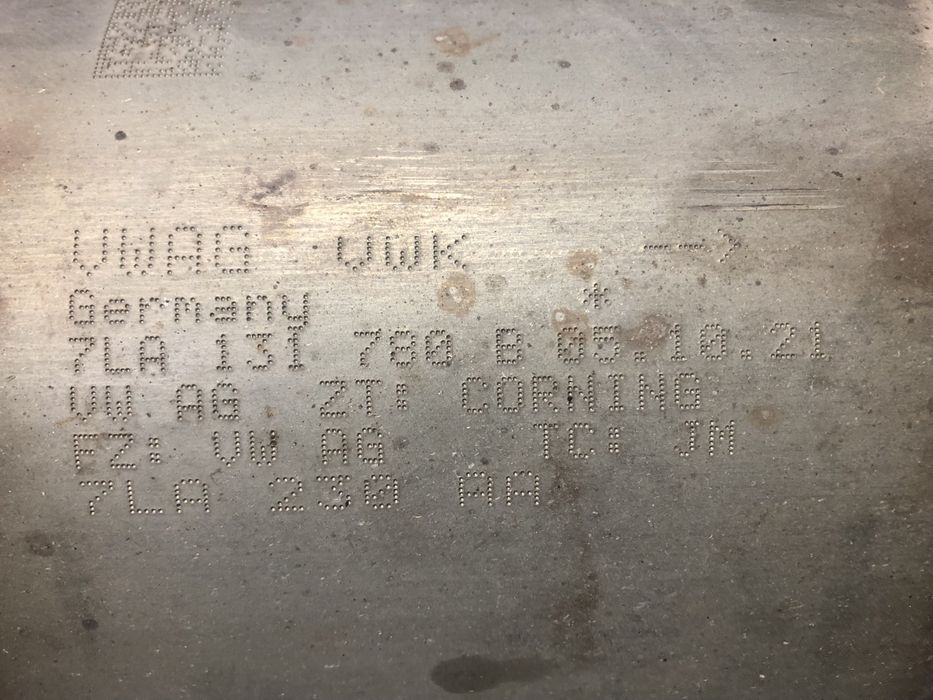 VWAG VWK -->
Germany *
7LA 131 780 B 05.10.21
VW AG ZT: CORNING
FZ: VW AG TC: JM
7LA 230 AA